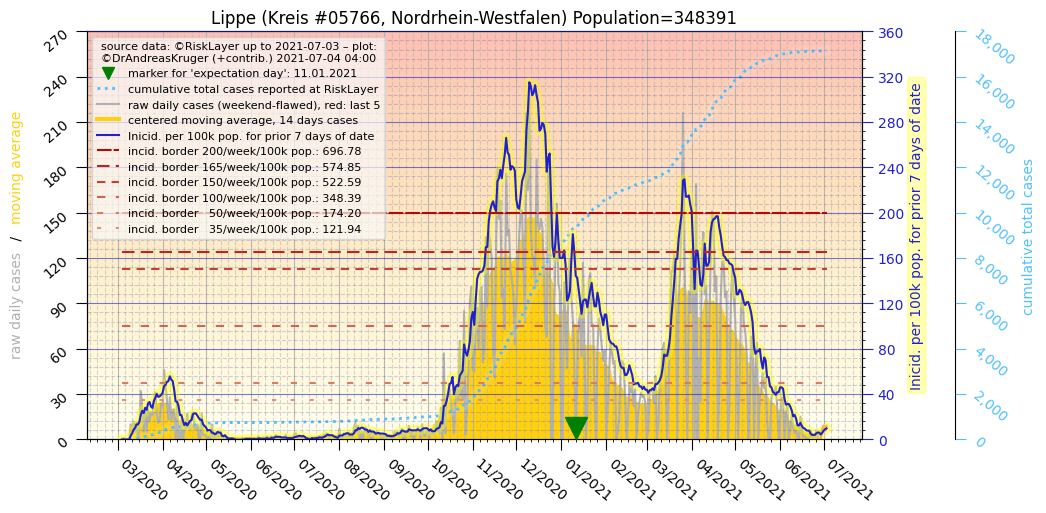 Lippe (Kreis #05766, Nordrhein-Westfalen) Population=348391
source data: ©RiskLayer up to 2021-07-03 – plot:
©DrAndreasKruger (+contrib.) 2021-07-04 04:00
marker for 'expectation day': 11.01.2021
cumulative total cases reported at RiskLayer
raw daily cases (weekend-flawed), red: last 5
centered moving average, 14 days cases
Inicid. per 100k pop. for prior 7 days of date
incid. border 200/week/100k pop.: 696.78
incid. border 165/week/100k pop.: 574.85
incid. border 150/week/100k pop.: 522.59
incid. border 100/week/100k pop.: 348.39
incid. border   50/week/100k pop.: 174.20
incid. border   35/week/100k pop.: 121.94
raw daily cases  /  moving average
270
240
210
180
150
120
90
60
30
0
360
320
280
240
200
160
120
80
40
0
Inicid. per 100k pop. for prior 7 days of date
18,000
16,000
14,000
12,000
10,000
8,000
6,000
4,000
2,000
0
cumulative total cases
03/2020
04/2020
05/2020
06/2020
07/2020
08/2020
09/2020
10/2020
11/2020
12/2020
01/2021
02/2021
03/2021
04/2021
05/2021
06/2021
07/2021